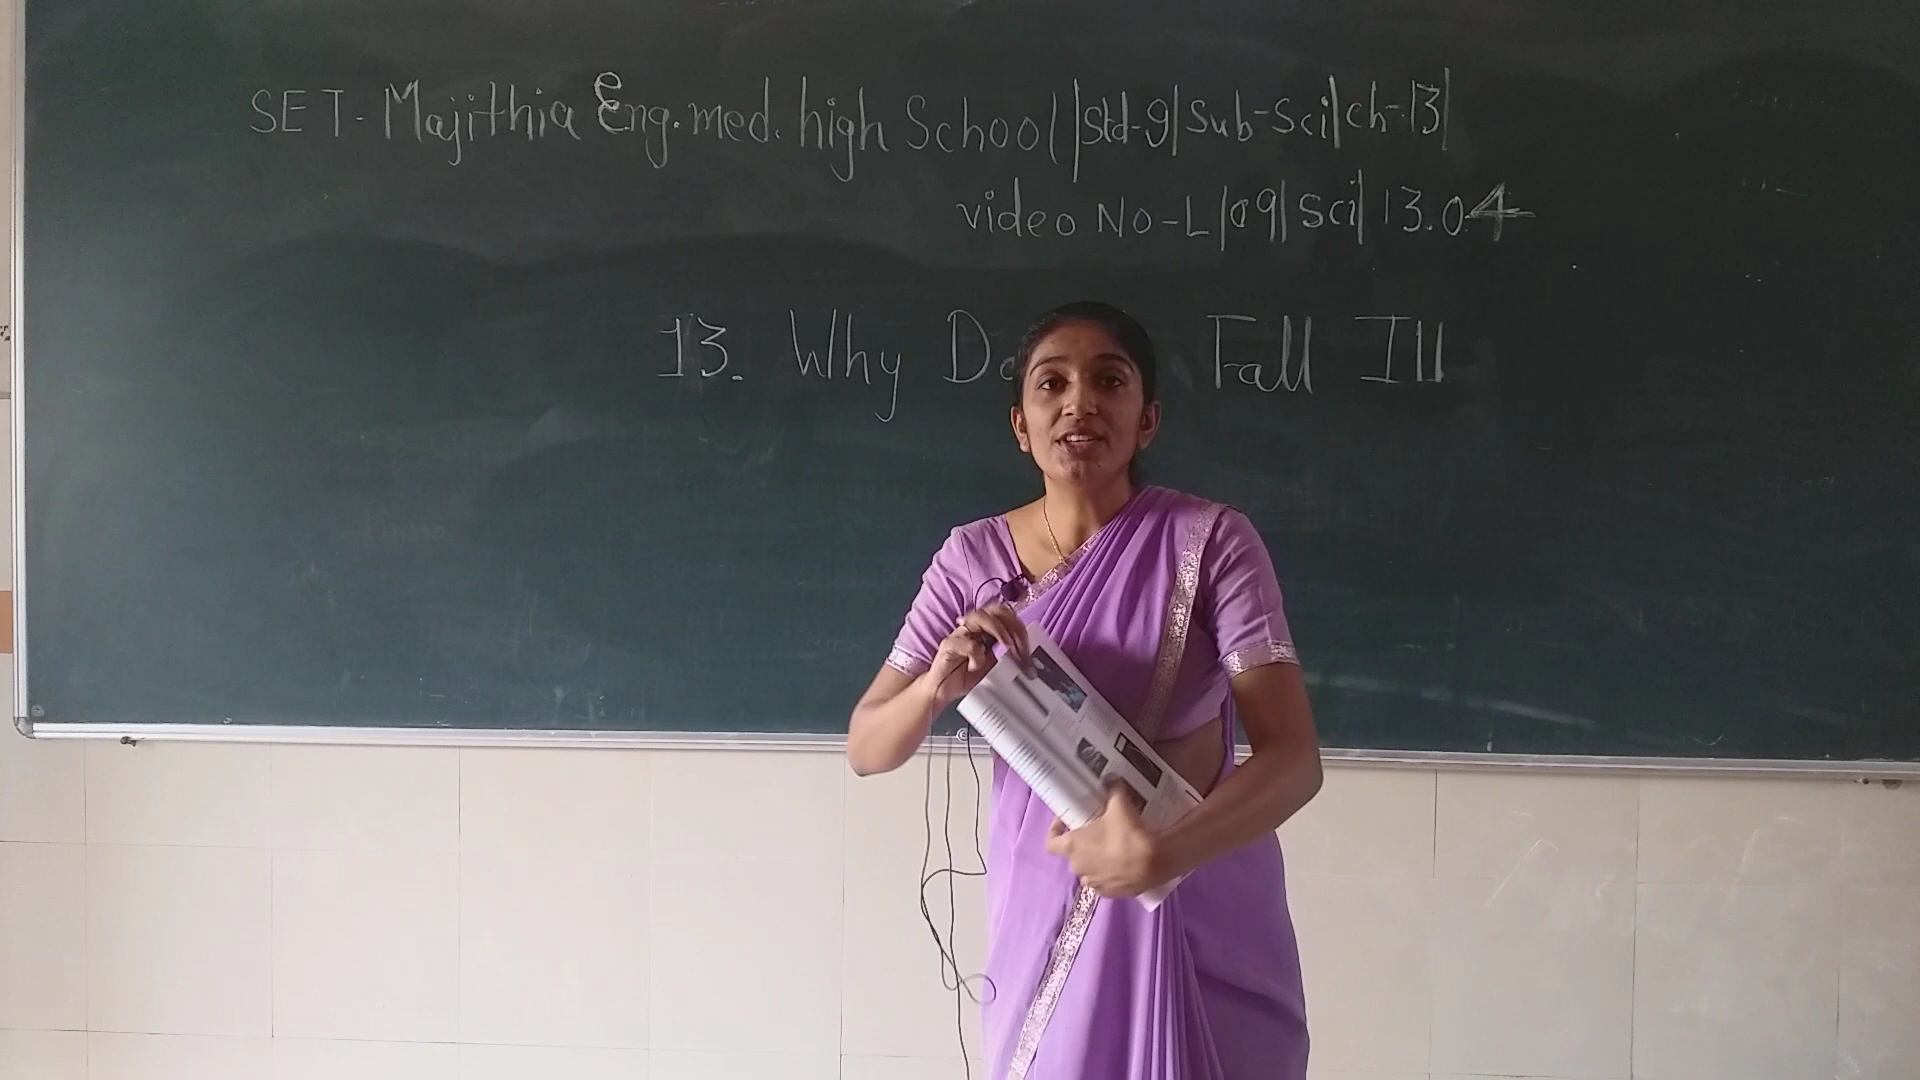 SET-Majithia Eng.med. high School |Std-9|Sub-Sci|ch-13|
video No-L|09|Sci|13.04
13. Why Do Fall Ill